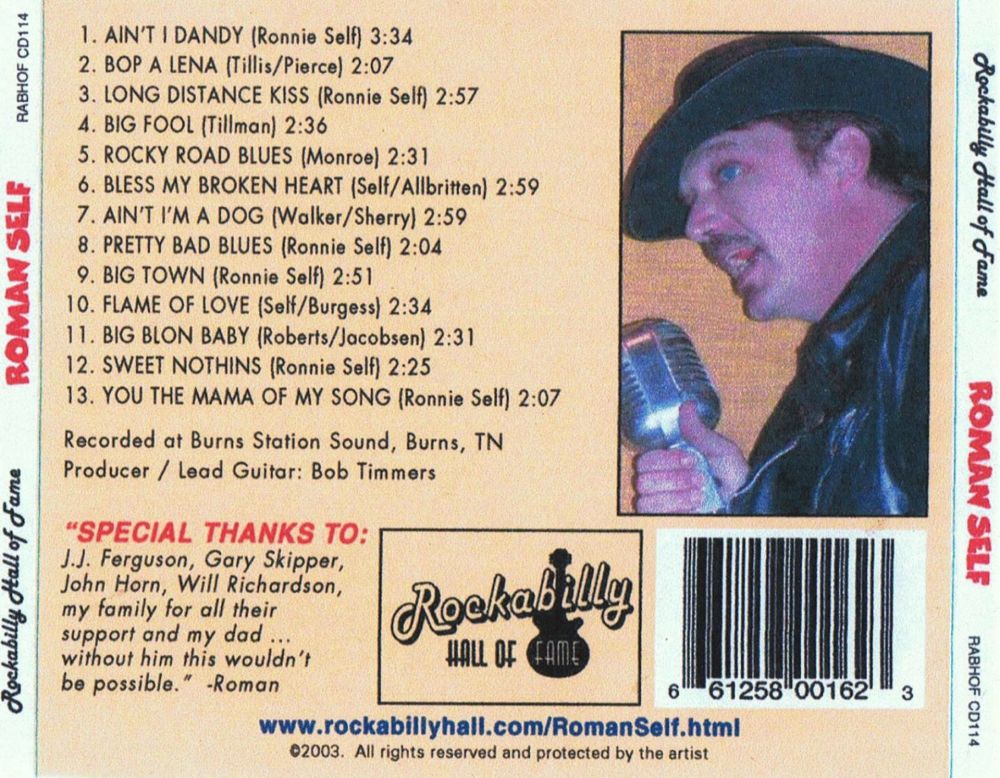 RABHOF CD114
ROMAN SELF
Rockabilly Hall of Fame
1. AIN'T I DANDY (Ronnie Self) 3:34
2. BOP A LENA (Tillis/Pierce) 2:07
3. LONG DISTANCE KISS (Ronnie Self) 2:57
4. BIG FOOL (Tillman) 2:36
5. ROCKY ROAD BLUES (Monroe) 2:31
6. BLESS MY BROKEN HEART (Self/Allbritten) 2:59
7. AIN'T I'M A DOG (Walker/Sherry) 2:59
8. PRETTY BAD BLUES (Ronnie Self) 2:04
9. BIG TOWN (Ronnie Self) 2:51
10. FLAME OF LOVE (Self/Burgess) 2:34
11. BIG BLON BABY (Roberts/Jacobsen) 2:31
12. SWEET NOTHINS (Ronnie Self) 2:25
13. YOU THE MAMA OF MY SONG (Ronnie Self) 2:07
Recorded at Burns Station Sound, Burns, TN
Producer / Lead Guitar: Bob Timmers
"SPECIAL THANKS TO:
J.J. Ferguson, Gary Skipper,
John Horn, Will Richardson,
my family for all their
support and my dad ...
without him this wouldn't
be possible." -Roman
Rockabilly
HALL OF FAME
6 61258 00162 3
www.rockabillyhall.com/RomanSelf.html
©2003. All rights reserved and protected by the artist
Rockabilly Hall of Fame
ROMAN SELF
RABHOF CD114